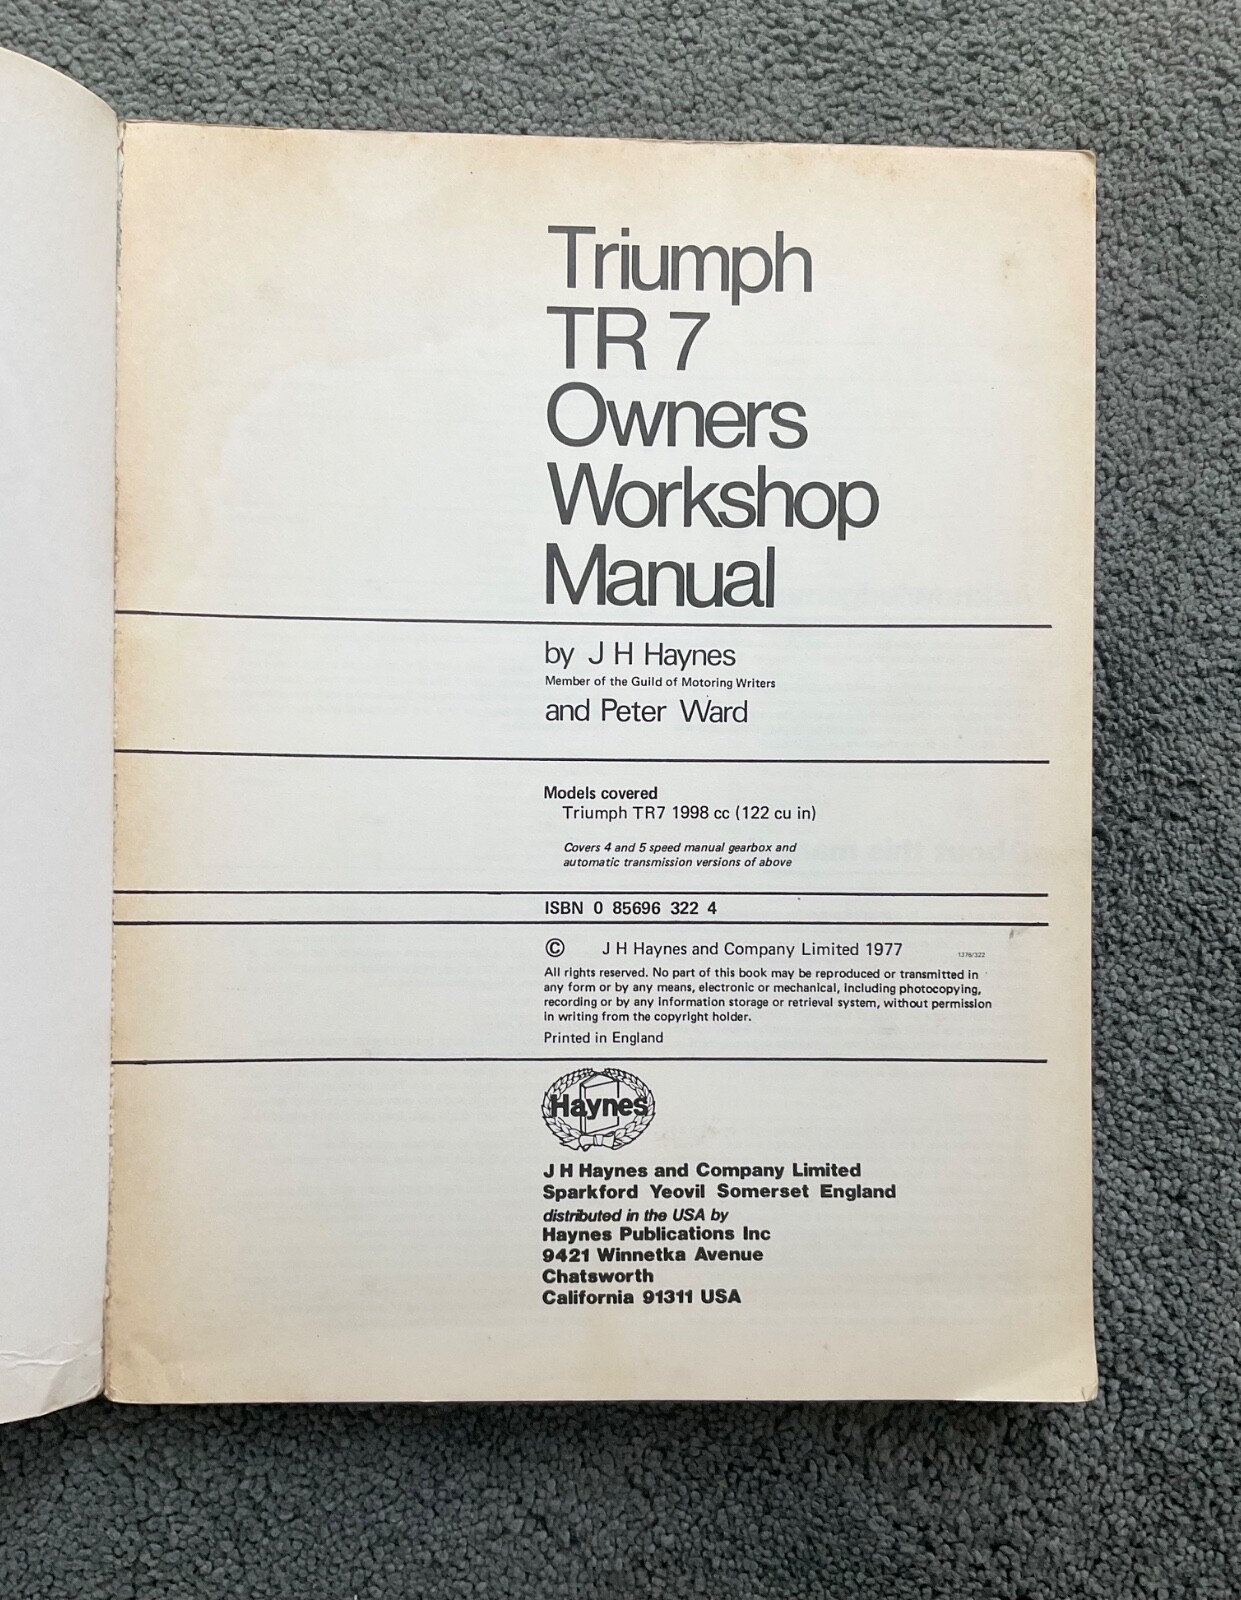 Triumph
TR 7
Owners
Workshop
Manual
by J H Haynes
Member of the Guild of Motoring Writers
and Peter Ward
Models covered
Triumph TR7 1998 cc (122 cu in)
Covers 4 and 5 speed manual gearbox and
automatic transmission versions of above
ISBN 0 85696 322 4
© J H Haynes and Company Limited 1977
1376/322
All rights reserved. No part of this book may be reproduced or transmitted in
any form or by any means, electronic or mechanical, including photocopying,
recording or by any information storage or retrieval system, without permission
in writing from the copyright holder.
Printed in England
Haynes
J H Haynes and Company Limited
Sparkford Yeovil Somerset England
distributed in the USA by
Haynes Publications Inc
9421 Winnetka Avenue
Chatsworth
California 91311 USA